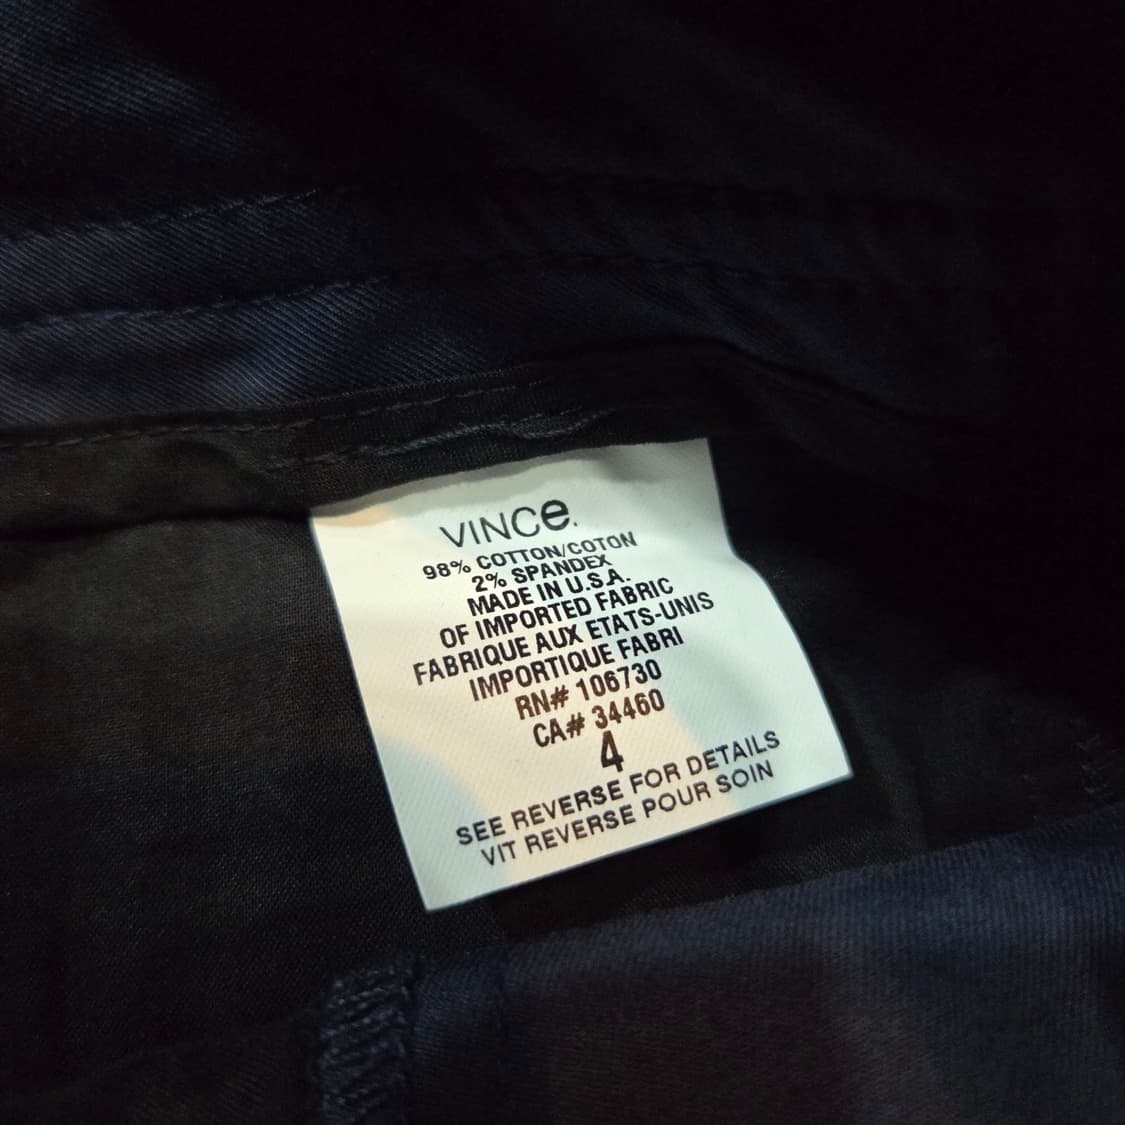 VINCe.
98% COTTON/COTON
2% SPANDEX
MADE IN U.S.A.
OF IMPORTED FABRIC
FABRIQUE AUX ETATS-UNIS
IMPORTIQUE FABRI
RN# 106730
CA# 34460
4
SEE REVERSE FOR DETAILS
VIT REVERSE POUR SOIN